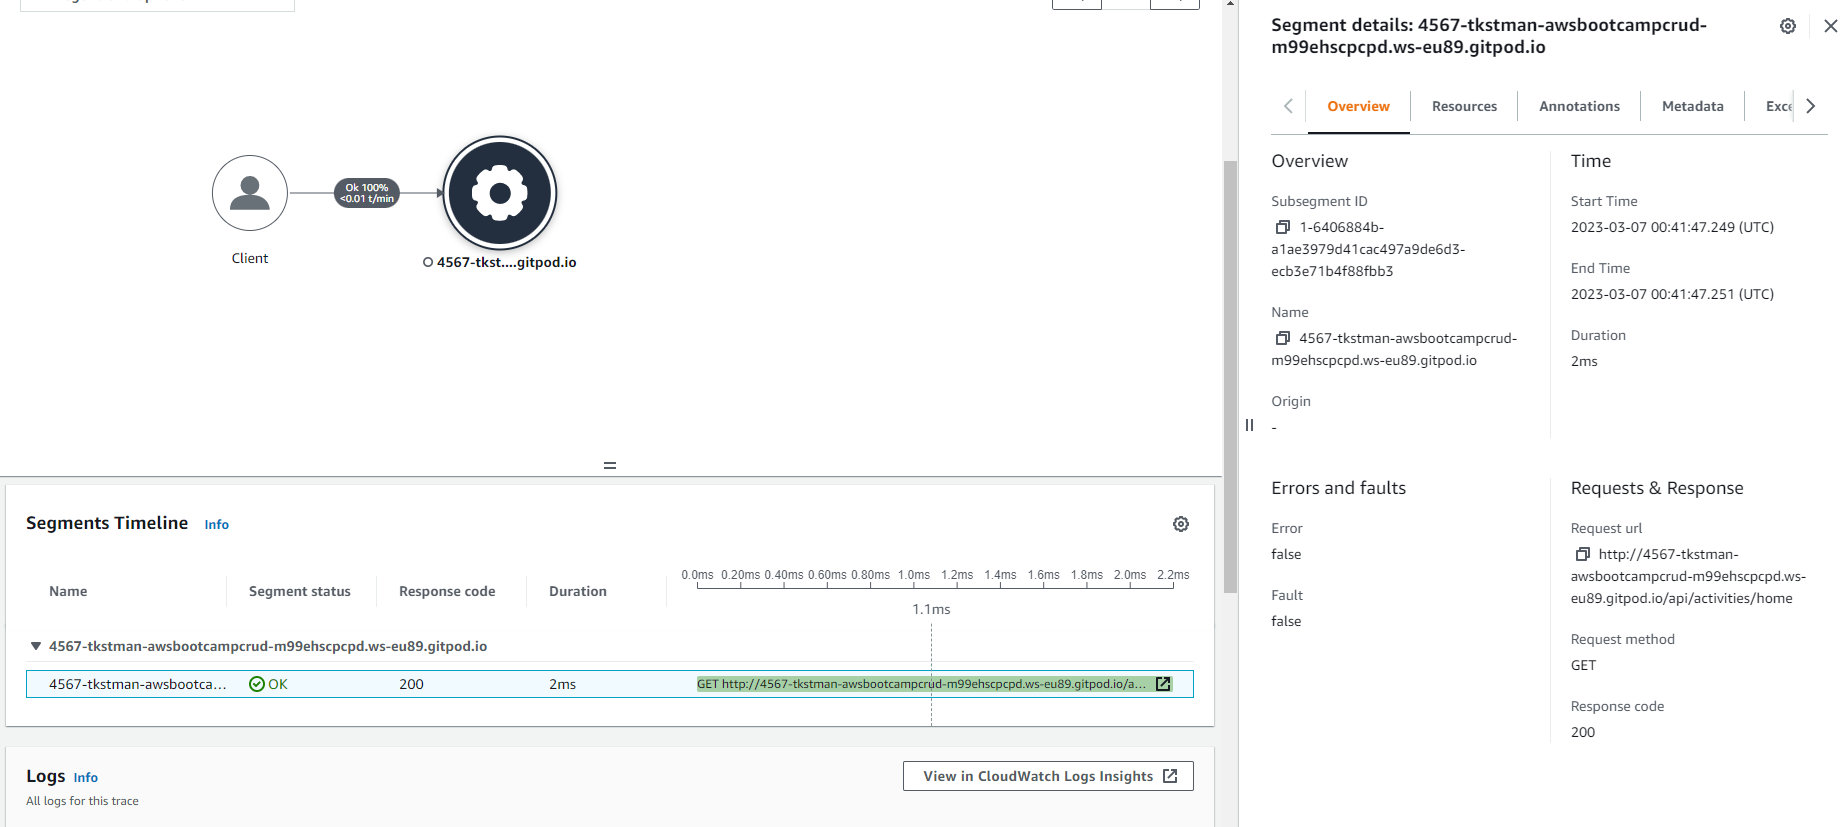 Ok 100%
<0.01 t/min
Client
4567-tkst....gitpod.io
Segments Timeline Info
Name Segment status Response code Duration
0.0ms 0.20ms 0.40ms 0.60ms 0.80ms 1.0ms 1.2ms 1.4ms 1.6ms 1.8ms 2.0ms 2.2ms
1.1ms
4567-tkstman-awsbootcampcrud-m99ehscpcpd.ws-eu89.gitpod.io
4567-tkstman-awsbootca... OK 200 2ms GET http://4567-tkstman-awsbootcampcrud-m99ehscpcpd.ws-eu89.gitpod.io/a...
Logs Info
All logs for this trace
View in CloudWatch Logs Insights
Segment details: 4567-tkstman-awsbootcampcrud-
m99ehscpcpd.ws-eu89.gitpod.io
Overview Resources Annotations Metadata Exce
Overview
Subsegment ID
1-6406884b-
a1ae3979d41cac497a9de6d3-
ecb3e71b4f88fbb3
Name
4567-tkstman-awsbootcampcrud-
m99ehscpcpd.ws-eu89.gitpod.io
Origin
-
Time
Start Time
2023-03-07 00:41:47.249 (UTC)
End Time
2023-03-07 00:41:47.251 (UTC)
Duration
2ms
Errors and faults
Error
false
Fault
false
Requests & Response
Request url
http://4567-tkstman-
awsbootcampcrud-m99ehscpcpd.ws-
eu89.gitpod.io/api/activities/home
Request method
GET
Response code
200